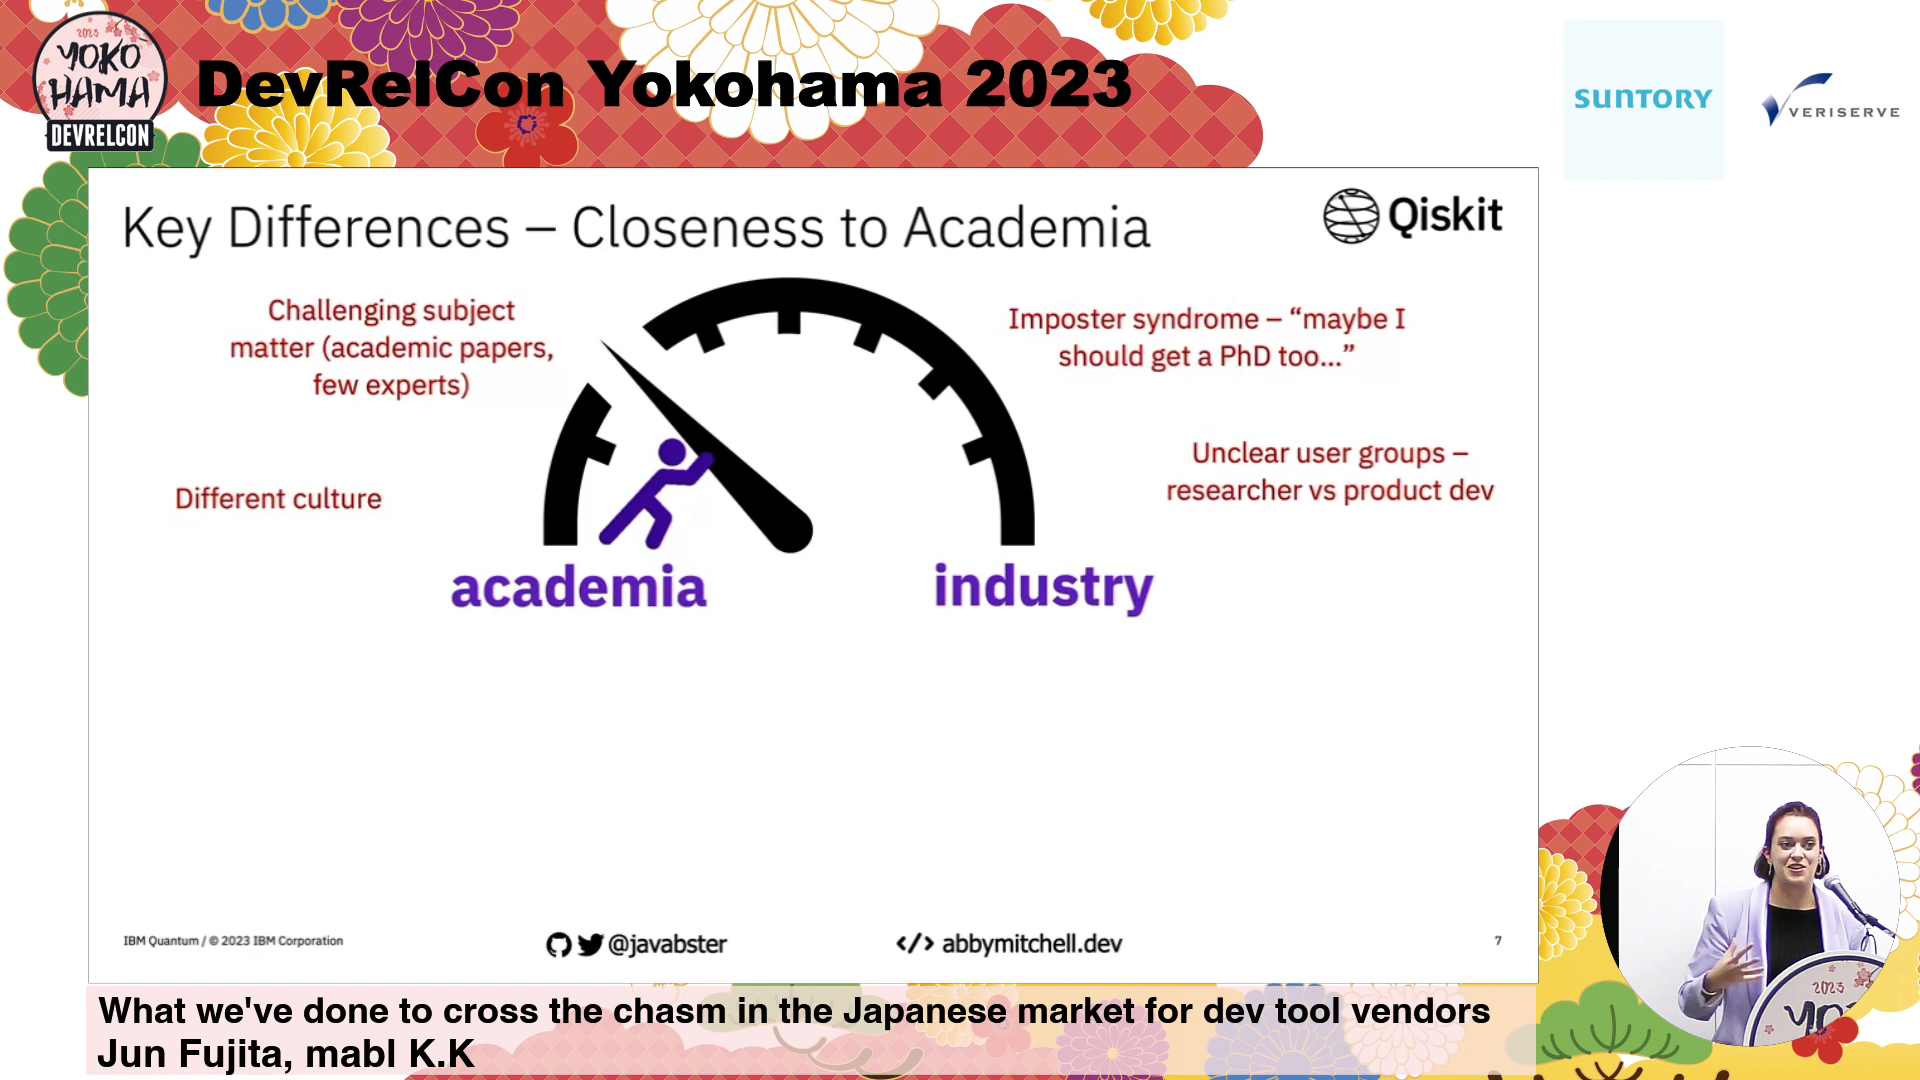 2023
YOKO
HAMA
DEVRELCON
DevRelCon Yokohama 2023
SUNTORY
VERISERVE
Key Differences – Closeness to Academia
Qiskit
Challenging subject
matter (academic papers,
few experts)
Imposter syndrome – “maybe I
should get a PhD too...”
Different culture
Unclear user groups –
researcher vs product dev
academia
industry
IBM Quantum / © 2023 IBM Corporation
@javabster
</> abbymitchell.dev
7
2023
What we've done to cross the chasm in the Japanese market for dev tool vendors
Jun Fujita, mabl K.K